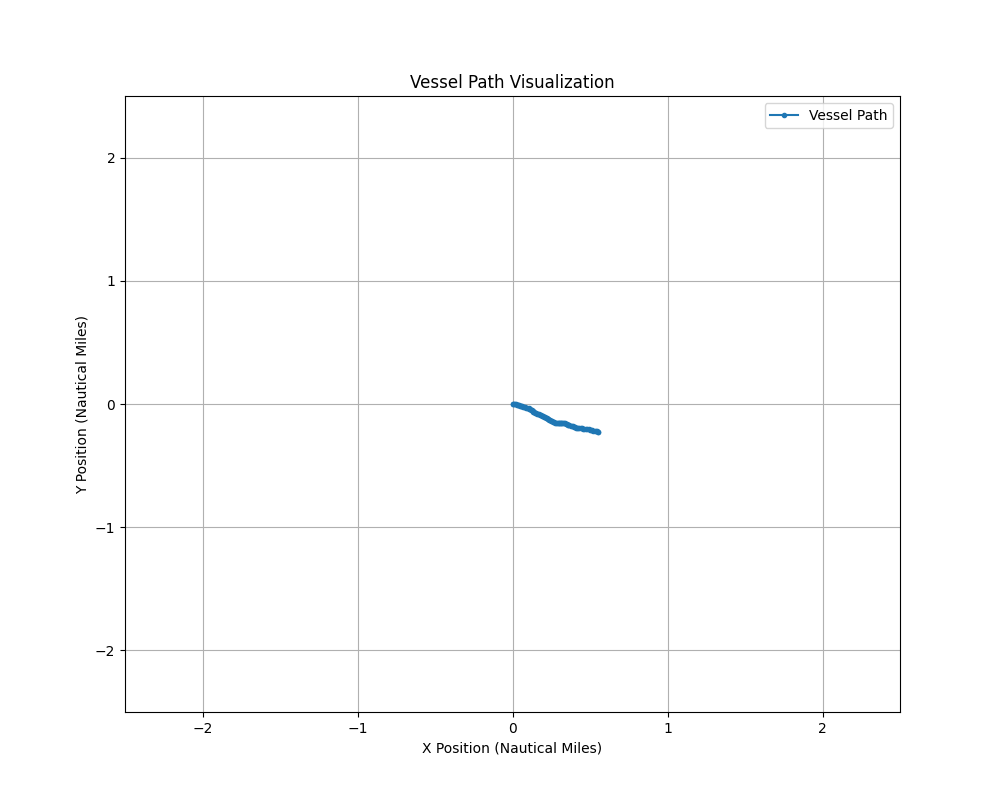 Vessel Path Visualization
Vessel Path
2
1
0
−1
−2
Y Position (Nautical Miles)
−2
−1
0
1
2
X Position (Nautical Miles)